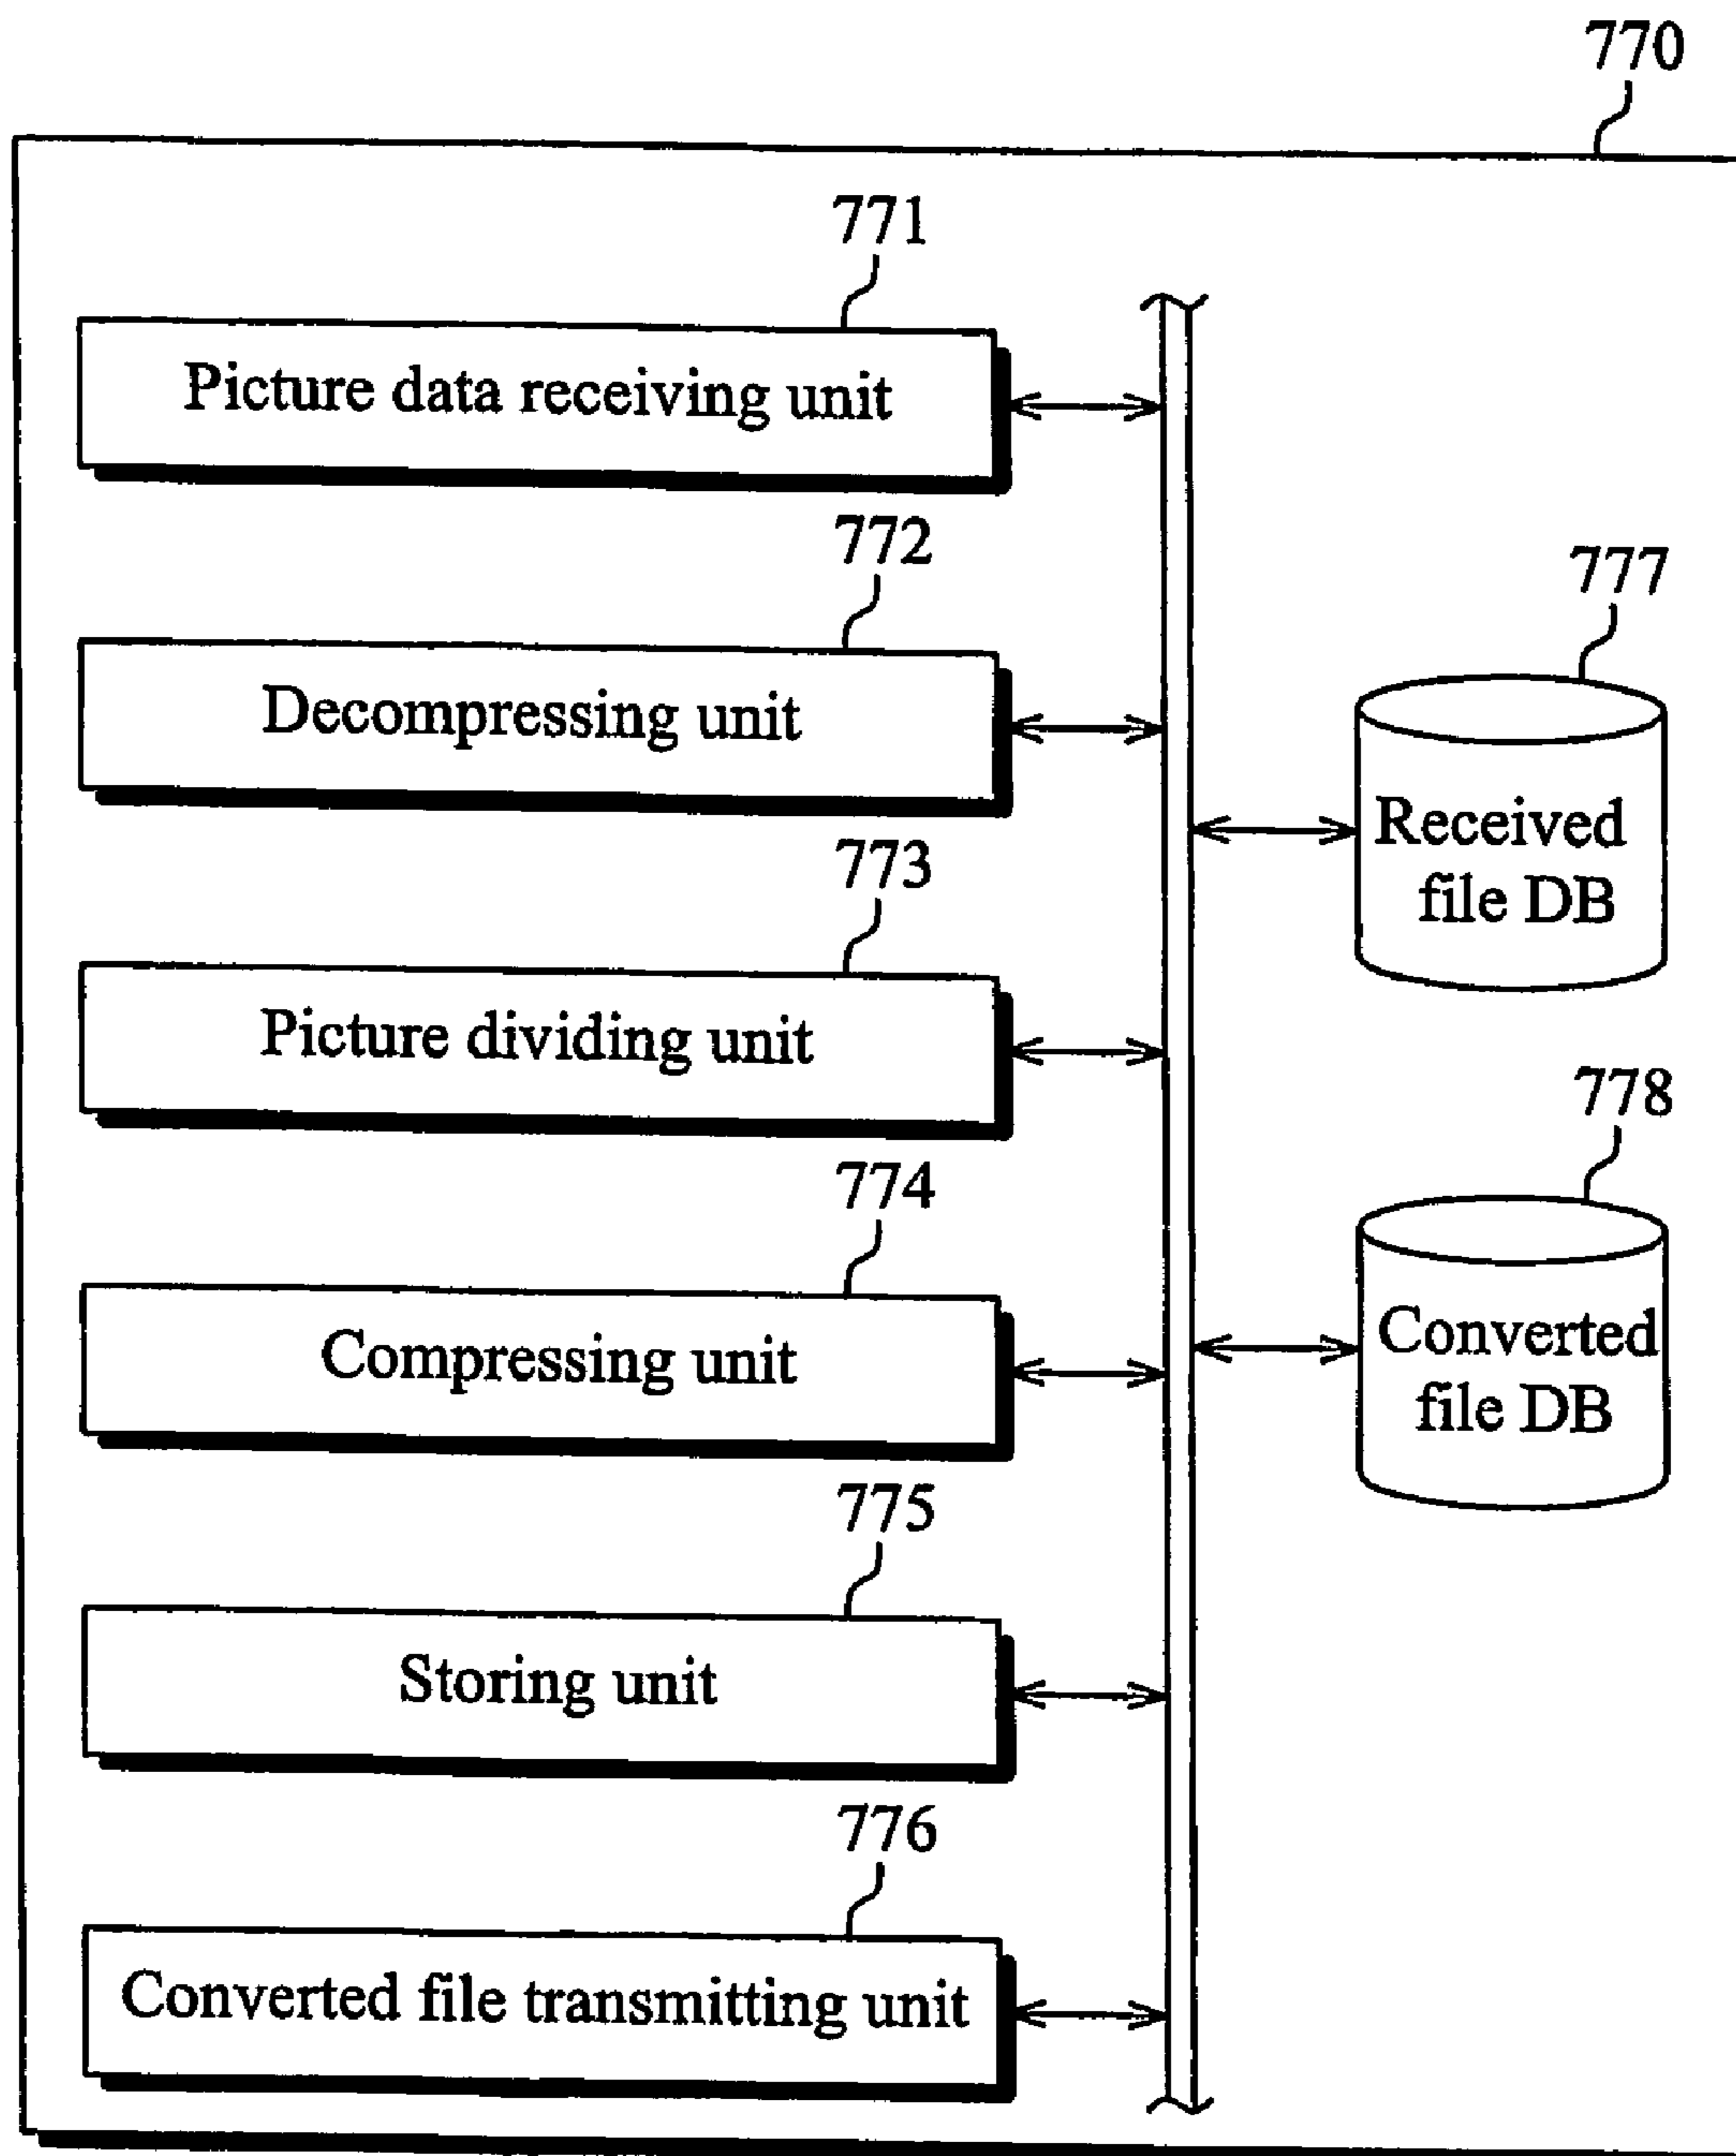 770
771
Picture data receiving unit
772
Decompressing unit
777
Received
file DB
773
Picture dividing unit
778
774
Compressing unit
Converted
file DB
775
Storing unit
776
Converted file transmitting unit